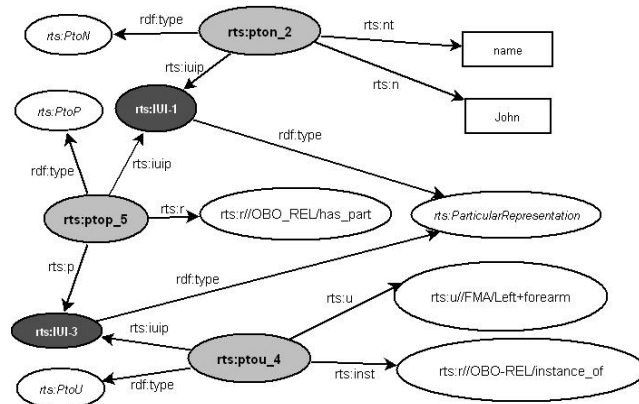 rdf:type
rts:nt
rts:PtoN
rts:pton_2
name
rts:iuip
rts:n
rts:PtoP
rts:IUI-1
John
rdf:type
rdf:type
rts:iuip
rts:ptop_5
rts:r
rts:r//OBO_REL/has_part
rts:ParticularRepresentation
rts:p
rdf:type
rts:u
rts:u//FMA/Left+forearm
rts:IUI-3
rts:iuip
rts:ptou_4
rts:inst
rts:r//OBO-REL/instance_of
rts:PtoU
rdf:type